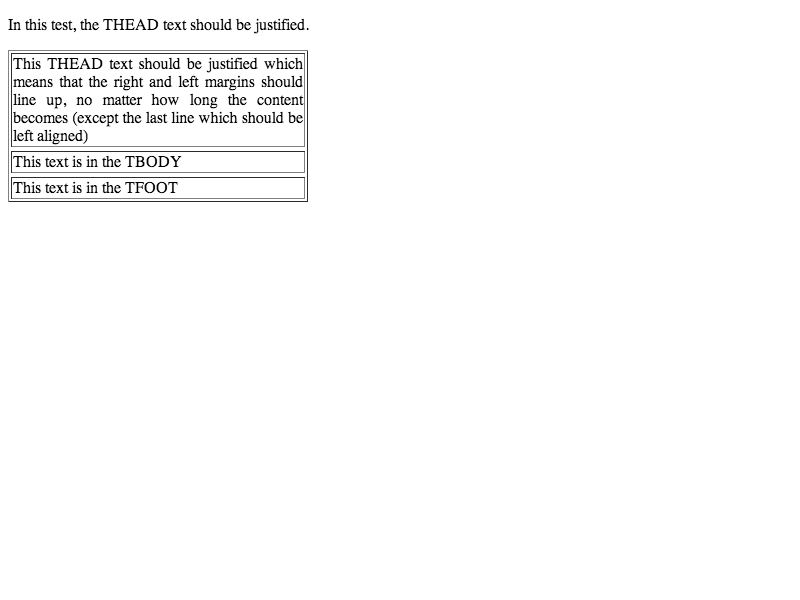 In this test, the THEAD text should be justified.
This THEAD text should be justified which
means that the right and left margins should
line up, no matter how long the content
becomes (except the last line which should be
left aligned)
This text is in the TBODY
This text is in the TFOOT